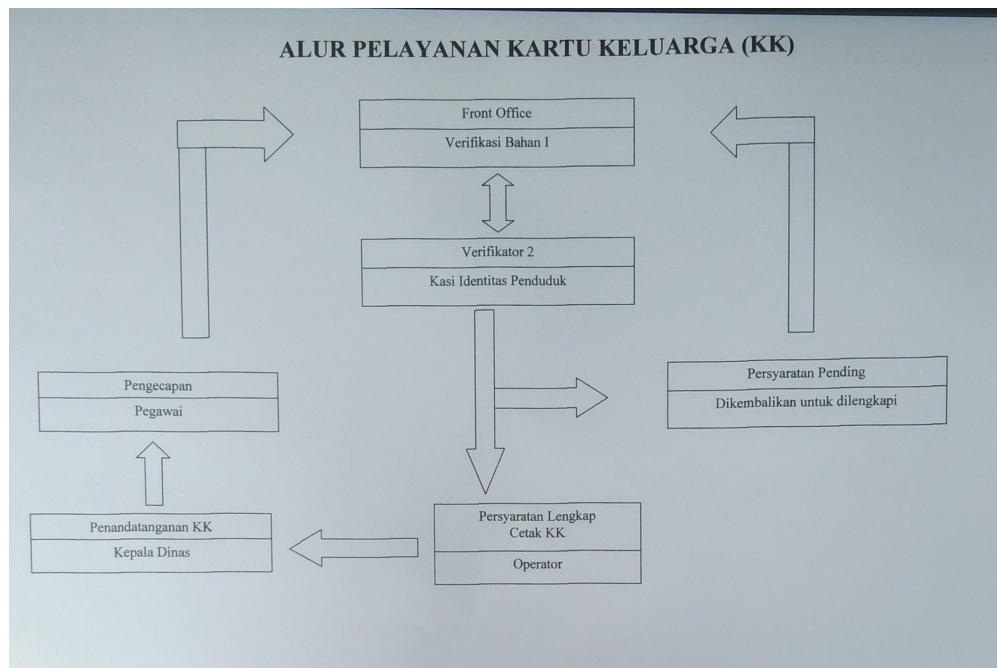 ALUR PELAYANAN KARTU KELUARGA (KK)
Front Office
Verifikasi Bahan I
Verifikator 2
Kasi Identitas Penduduk
Pengecapan
Pegawai
Persyaratan Pending
Dikembalikan untuk dilengkapi
Penandatanganan KK
Kepala Dinas
Persyaratan Lengkap
Cetak KK
Operator